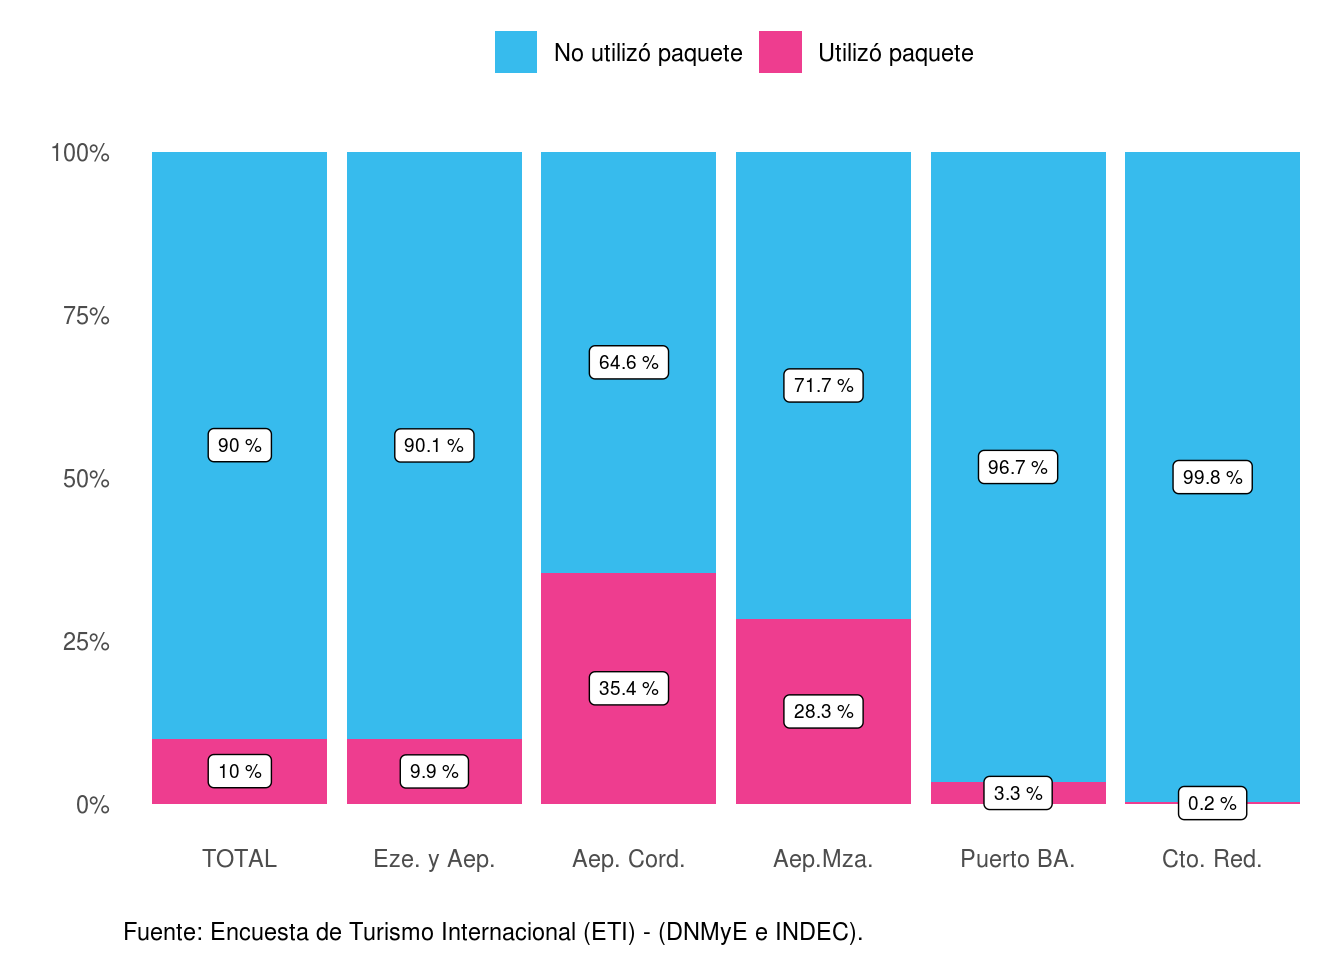 No utilizó paquete Utilizó paquete
100%
75%
50%
25%
0%
64.6 %
71.7 %
90 % 90.1 %
96.7 % 99.8 %
35.4 %
28.3 %
10 % 9.9 %
3.3 % 0.2 %
TOTAL Eze. y Aep. Aep. Cord. Aep.Mza. Puerto BA. Cto. Red.
Fuente: Encuesta de Turismo Internacional (ETI) - (DNMyE e INDEC).